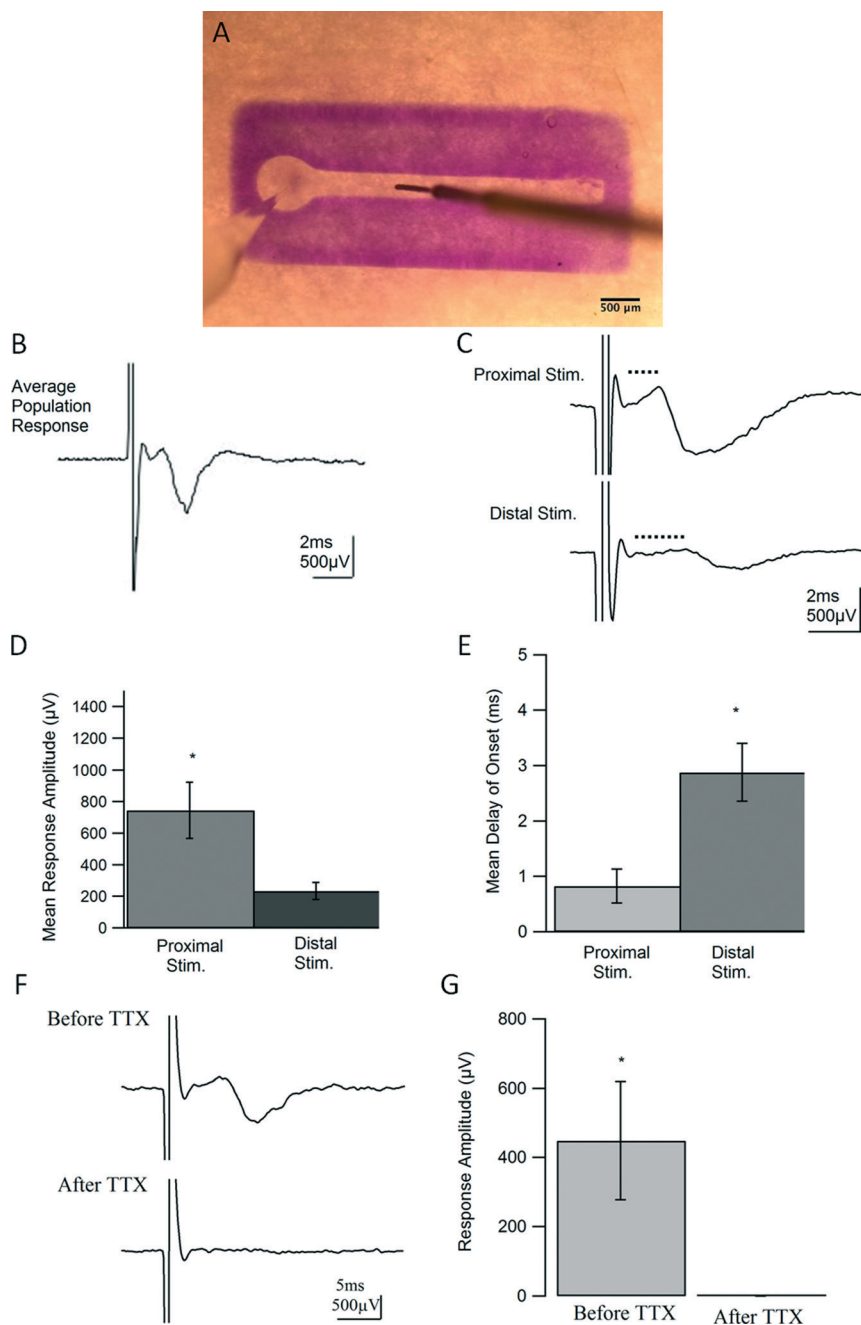 A
500 µm
B
Average
Population
Response
2ms
500µV
C
Proximal Stim.
Distal Stim.
2ms
500µV
D
Mean Response Amplitude (µV)
1400
1200
1000
800
600
400
200
0
*
Proximal
Stim.
Distal
Stim.
E
Mean Delay of Onset (ms)
5
4
3
2
1
0
*
Proximal
Stim.
Distal
Stim.
F
Before TTX
After TTX
5ms
500µV
G
Response Amplitude (µV)
800
600
400
200
0
*
Before TTX
After TTX